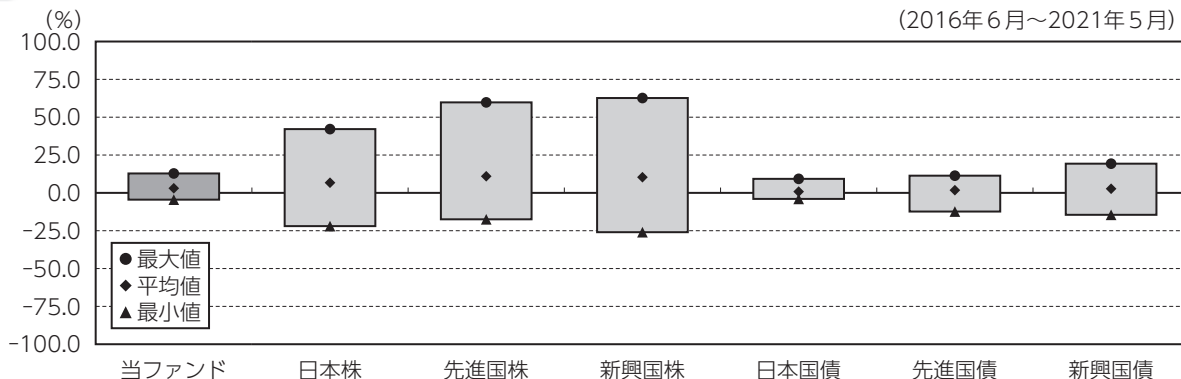 (%)
(2016年6月～2021年5月)
100.0
75.0
50.0
25.0
0.0
-25.0
-50.0
-75.0
-100.0
●最大値
◆平均値
▲最小値
当ファンド 日本株 先進国株 新興国株 日本国債 先進国債 新興国債